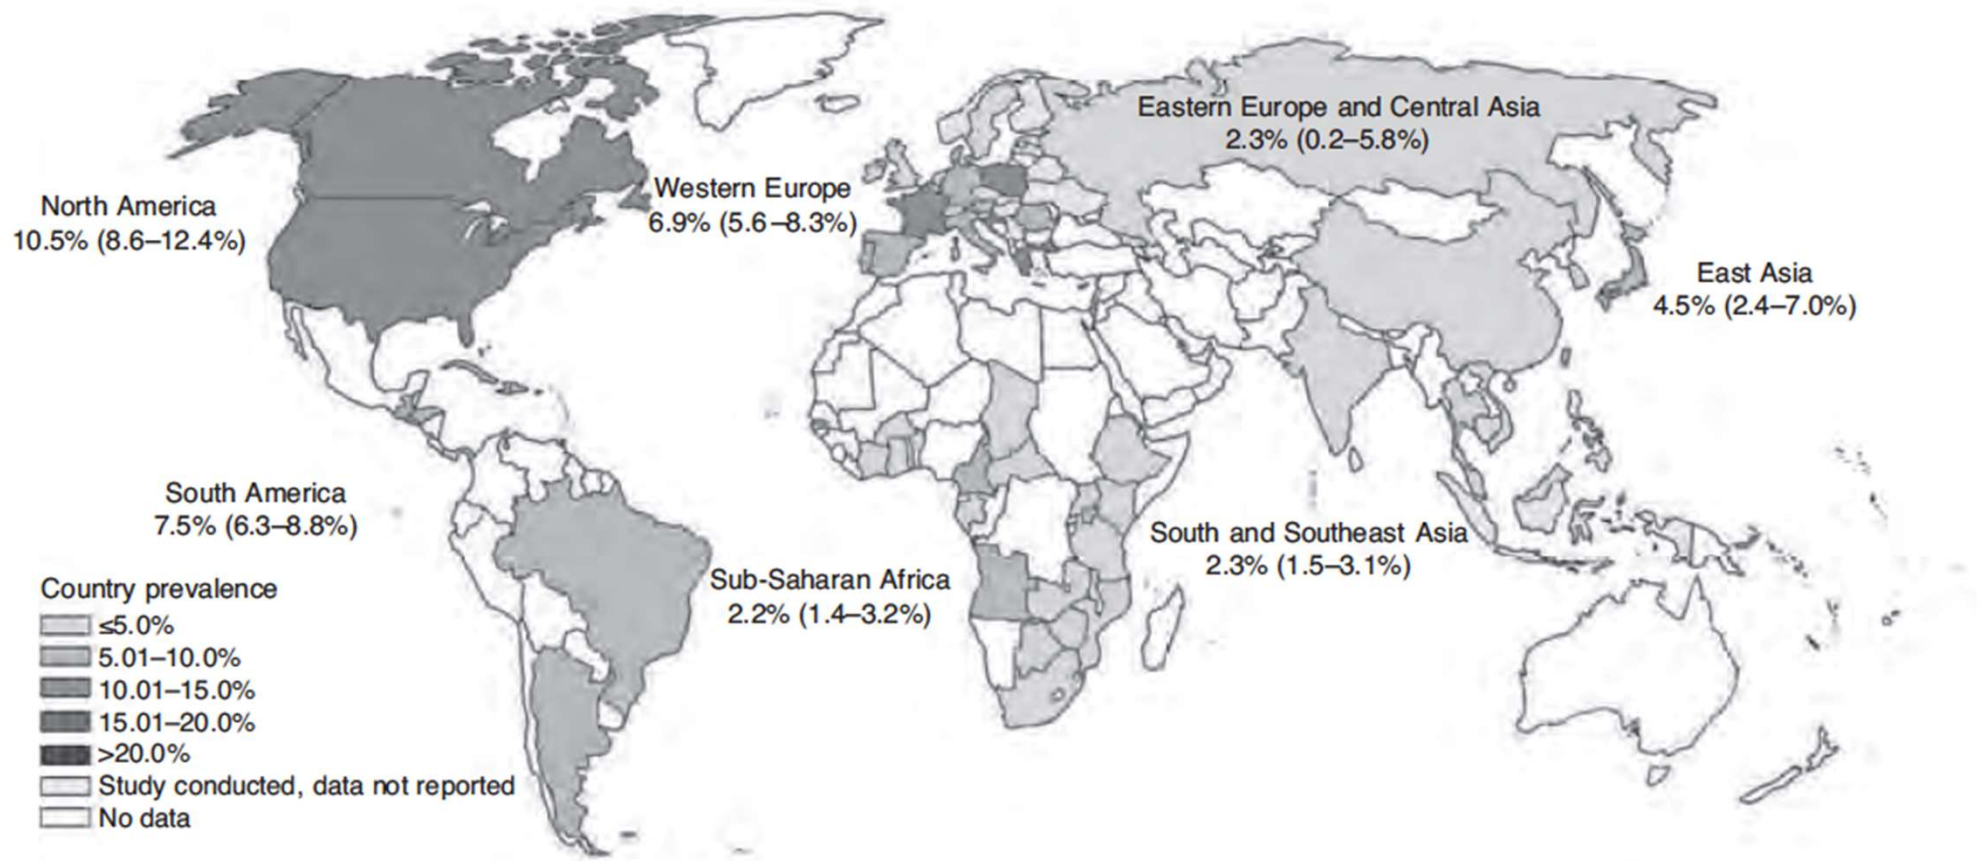 Eastern Europe and Central Asia
2.3% (0.2–5.8%)
North America
10.5% (8.6–12.4%)
Western Europe
6.9% (5.6–8.3%)
East Asia
4.5% (2.4–7.0%)
South America
7.5% (6.3–8.8%)
Sub-Saharan Africa
2.2% (1.4–3.2%)
South and Southeast Asia
2.3% (1.5–3.1%)
Country prevalence
≤5.0%
5.01–10.0%
10.01–15.0%
15.01–20.0%
>20.0%
Study conducted, data not reported
No data